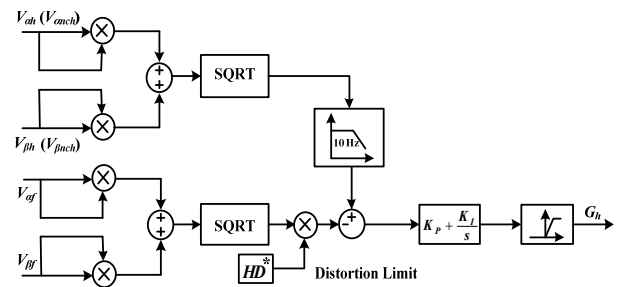 Vαh (Vαnch)
×
+
+
SQRT
×
Vβh (Vβnch)
10 Hz
Vαf
×
+
+
SQRT
×
+
−
KP + KI/s
Gh
Vβf
×
HD*
Distortion Limit